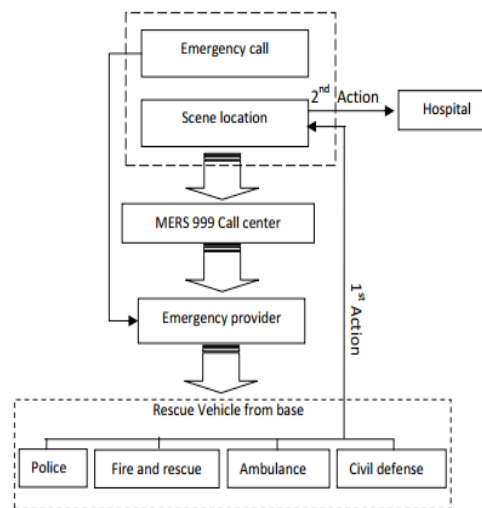 Emergency call
2nd Action
Hospital
Scene location
MERS 999 Call center
1st Action
Emergency provider
Rescue Vehicle from base
Police
Fire and rescue
Ambulance
Civil defense